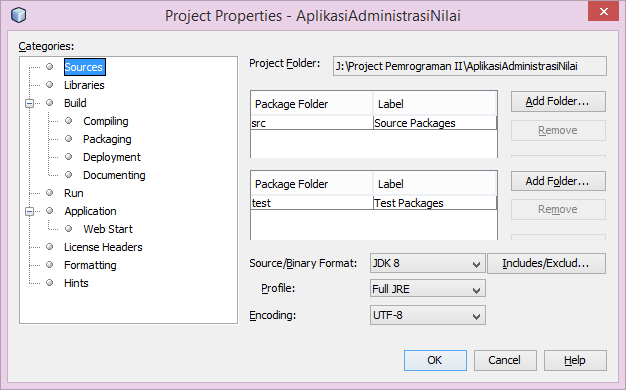 Project Properties - AplikasiAdministrasiNilai
Categories:
Sources
Libraries
Build
Compiling
Packaging
Deployment
Documenting
Run
Application
Web Start
License Headers
Formatting
Hints
Project Folder: J:\Project Pemrograman II\AplikasiAdministrasiNilai
Package Folder Label
src Source Packages
Add Folder...
Remove
Package Folder Label
test Test Packages
Add Folder...
Remove
Source/Binary Format: JDK 8 Includes/Exclud...
Profile: Full JRE
Encoding: UTF-8
OK Cancel Help